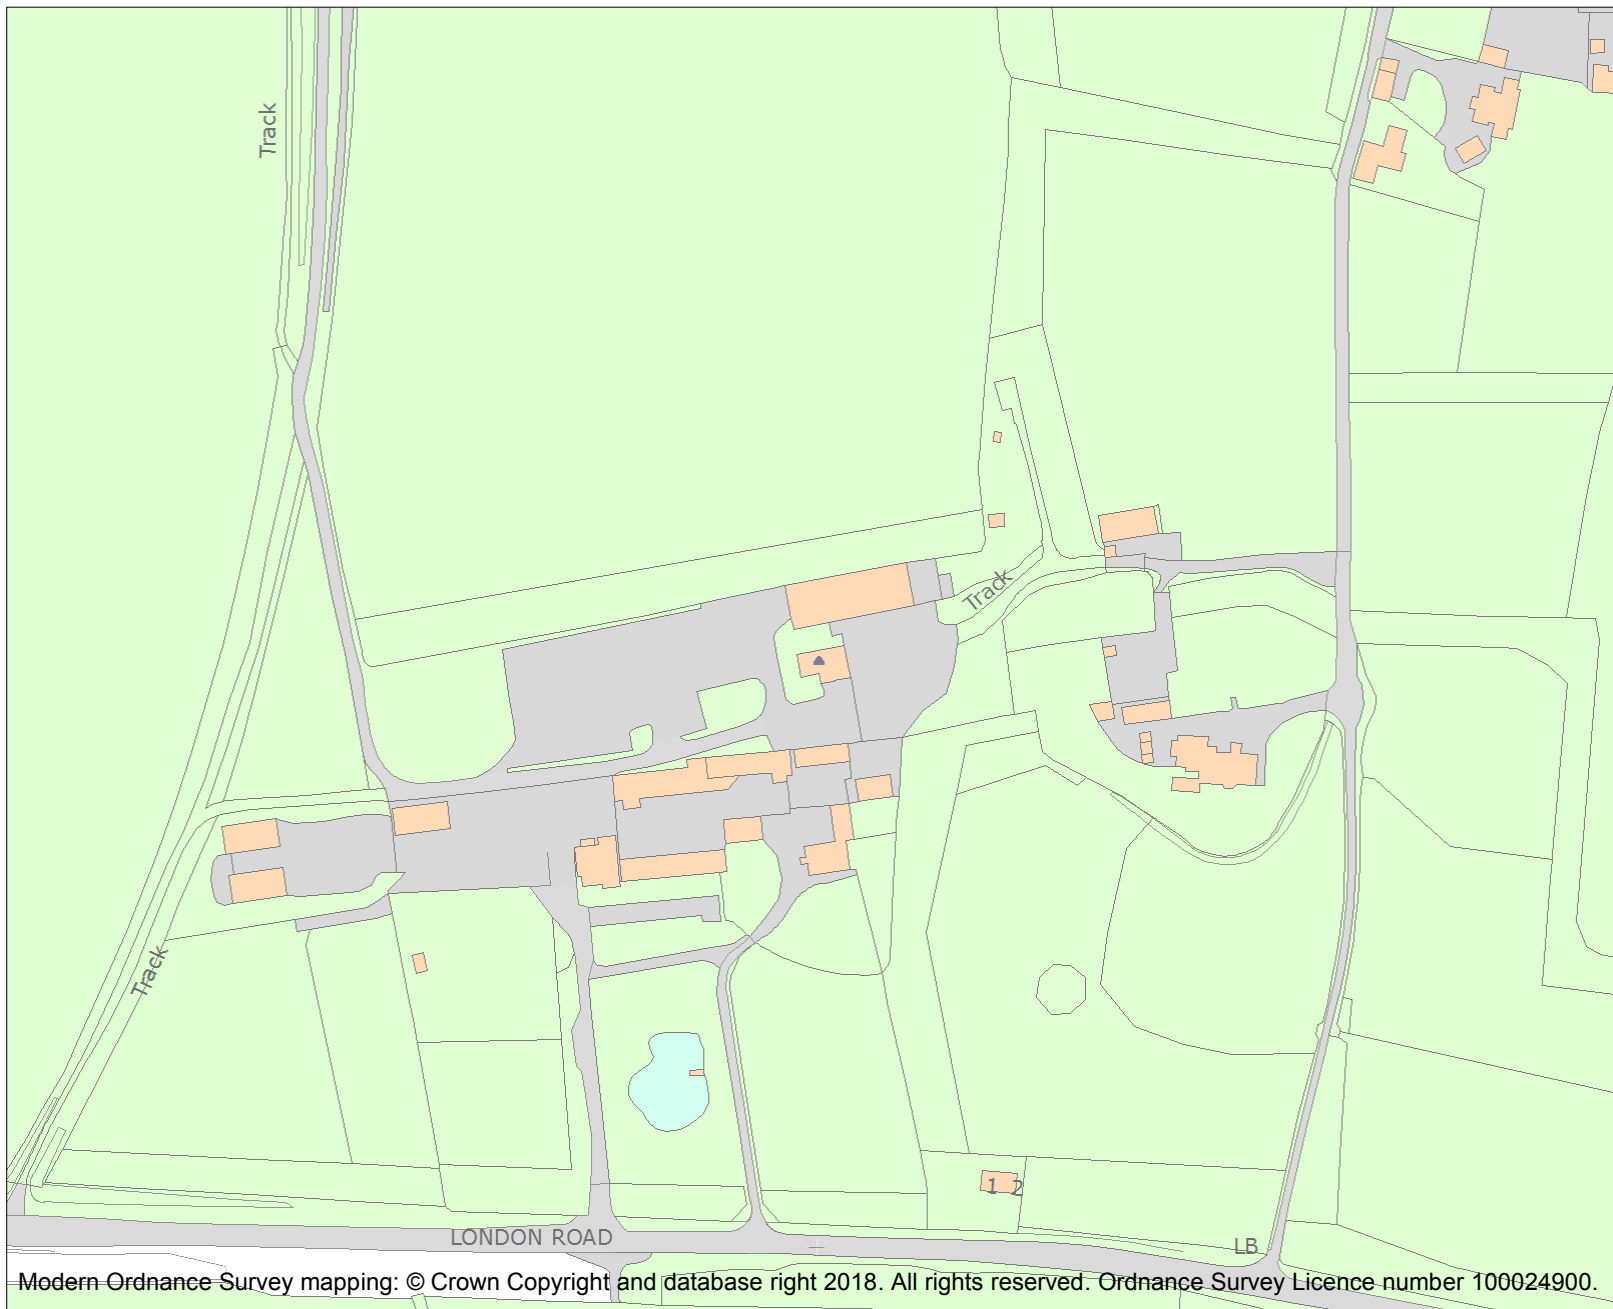 Track
Track
Track
1 2
LONDON ROAD
LB
Modern Ordnance Survey mapping: © Crown Copyright and database right 2018. All rights reserved. Ordnance Survey Licence number 100024900.